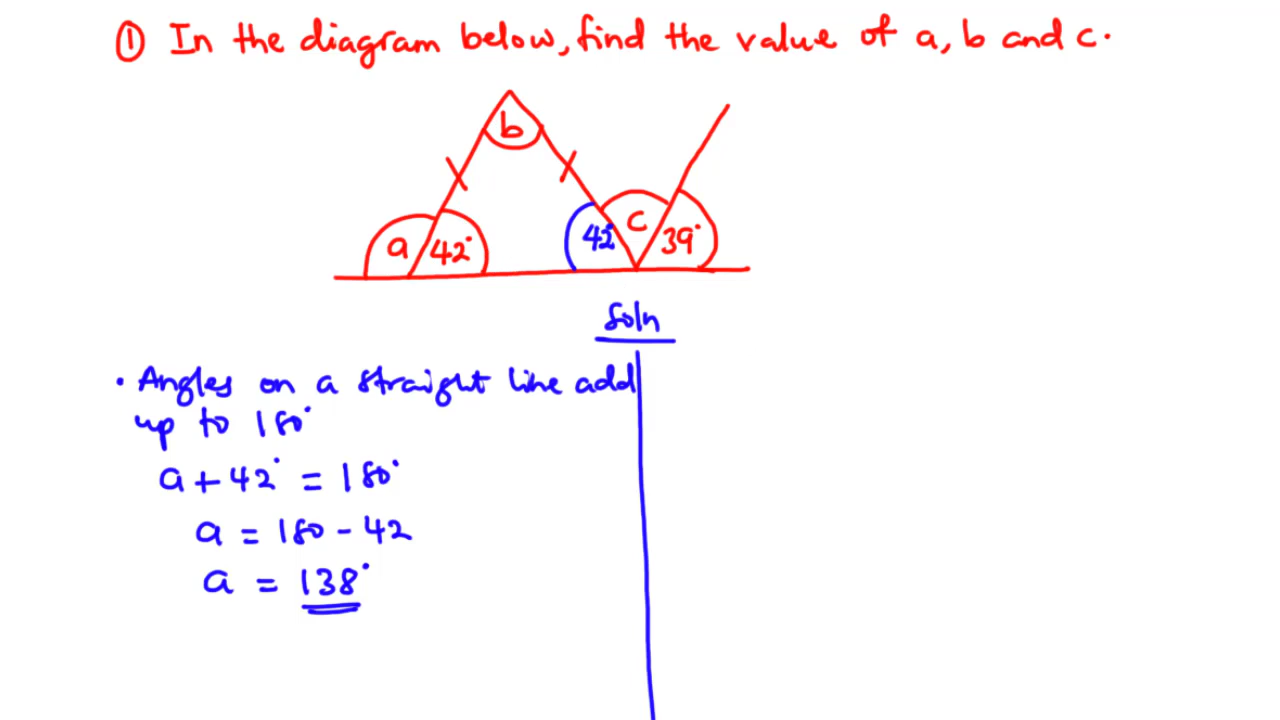 ① In the diagram below, find the value of a, b and c.
b
a 42° 42° c 39°
Soln
• Angles on a straight line add
up to 180°
a + 42° = 180°
a = 180 - 42
a = 138°